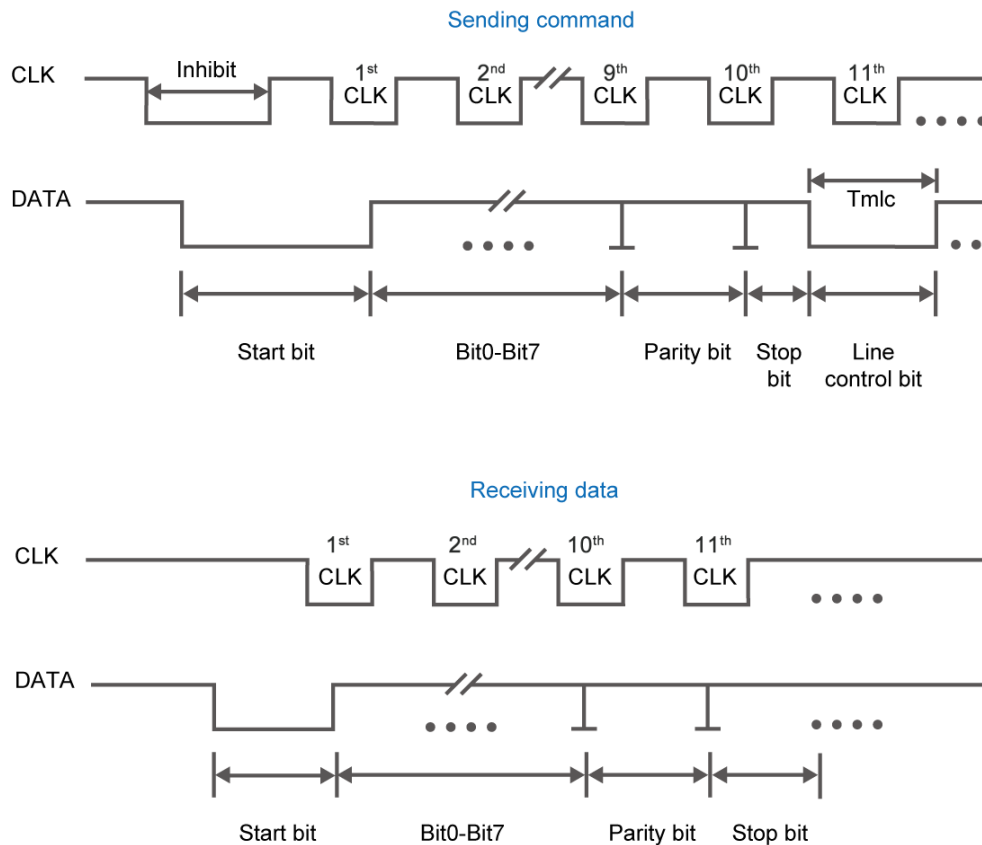 Sending command
CLK
Inhibit
1st
CLK
2nd
CLK
9th
CLK
10th
CLK
11th
CLK
DATA
Tmlc
Start bit
Bit0-Bit7
Parity bit
Stop
bit
Line
control bit
Receiving data
CLK
1st
CLK
2nd
CLK
10th
CLK
11th
CLK
DATA
Start bit
Bit0-Bit7
Parity bit
Stop bit